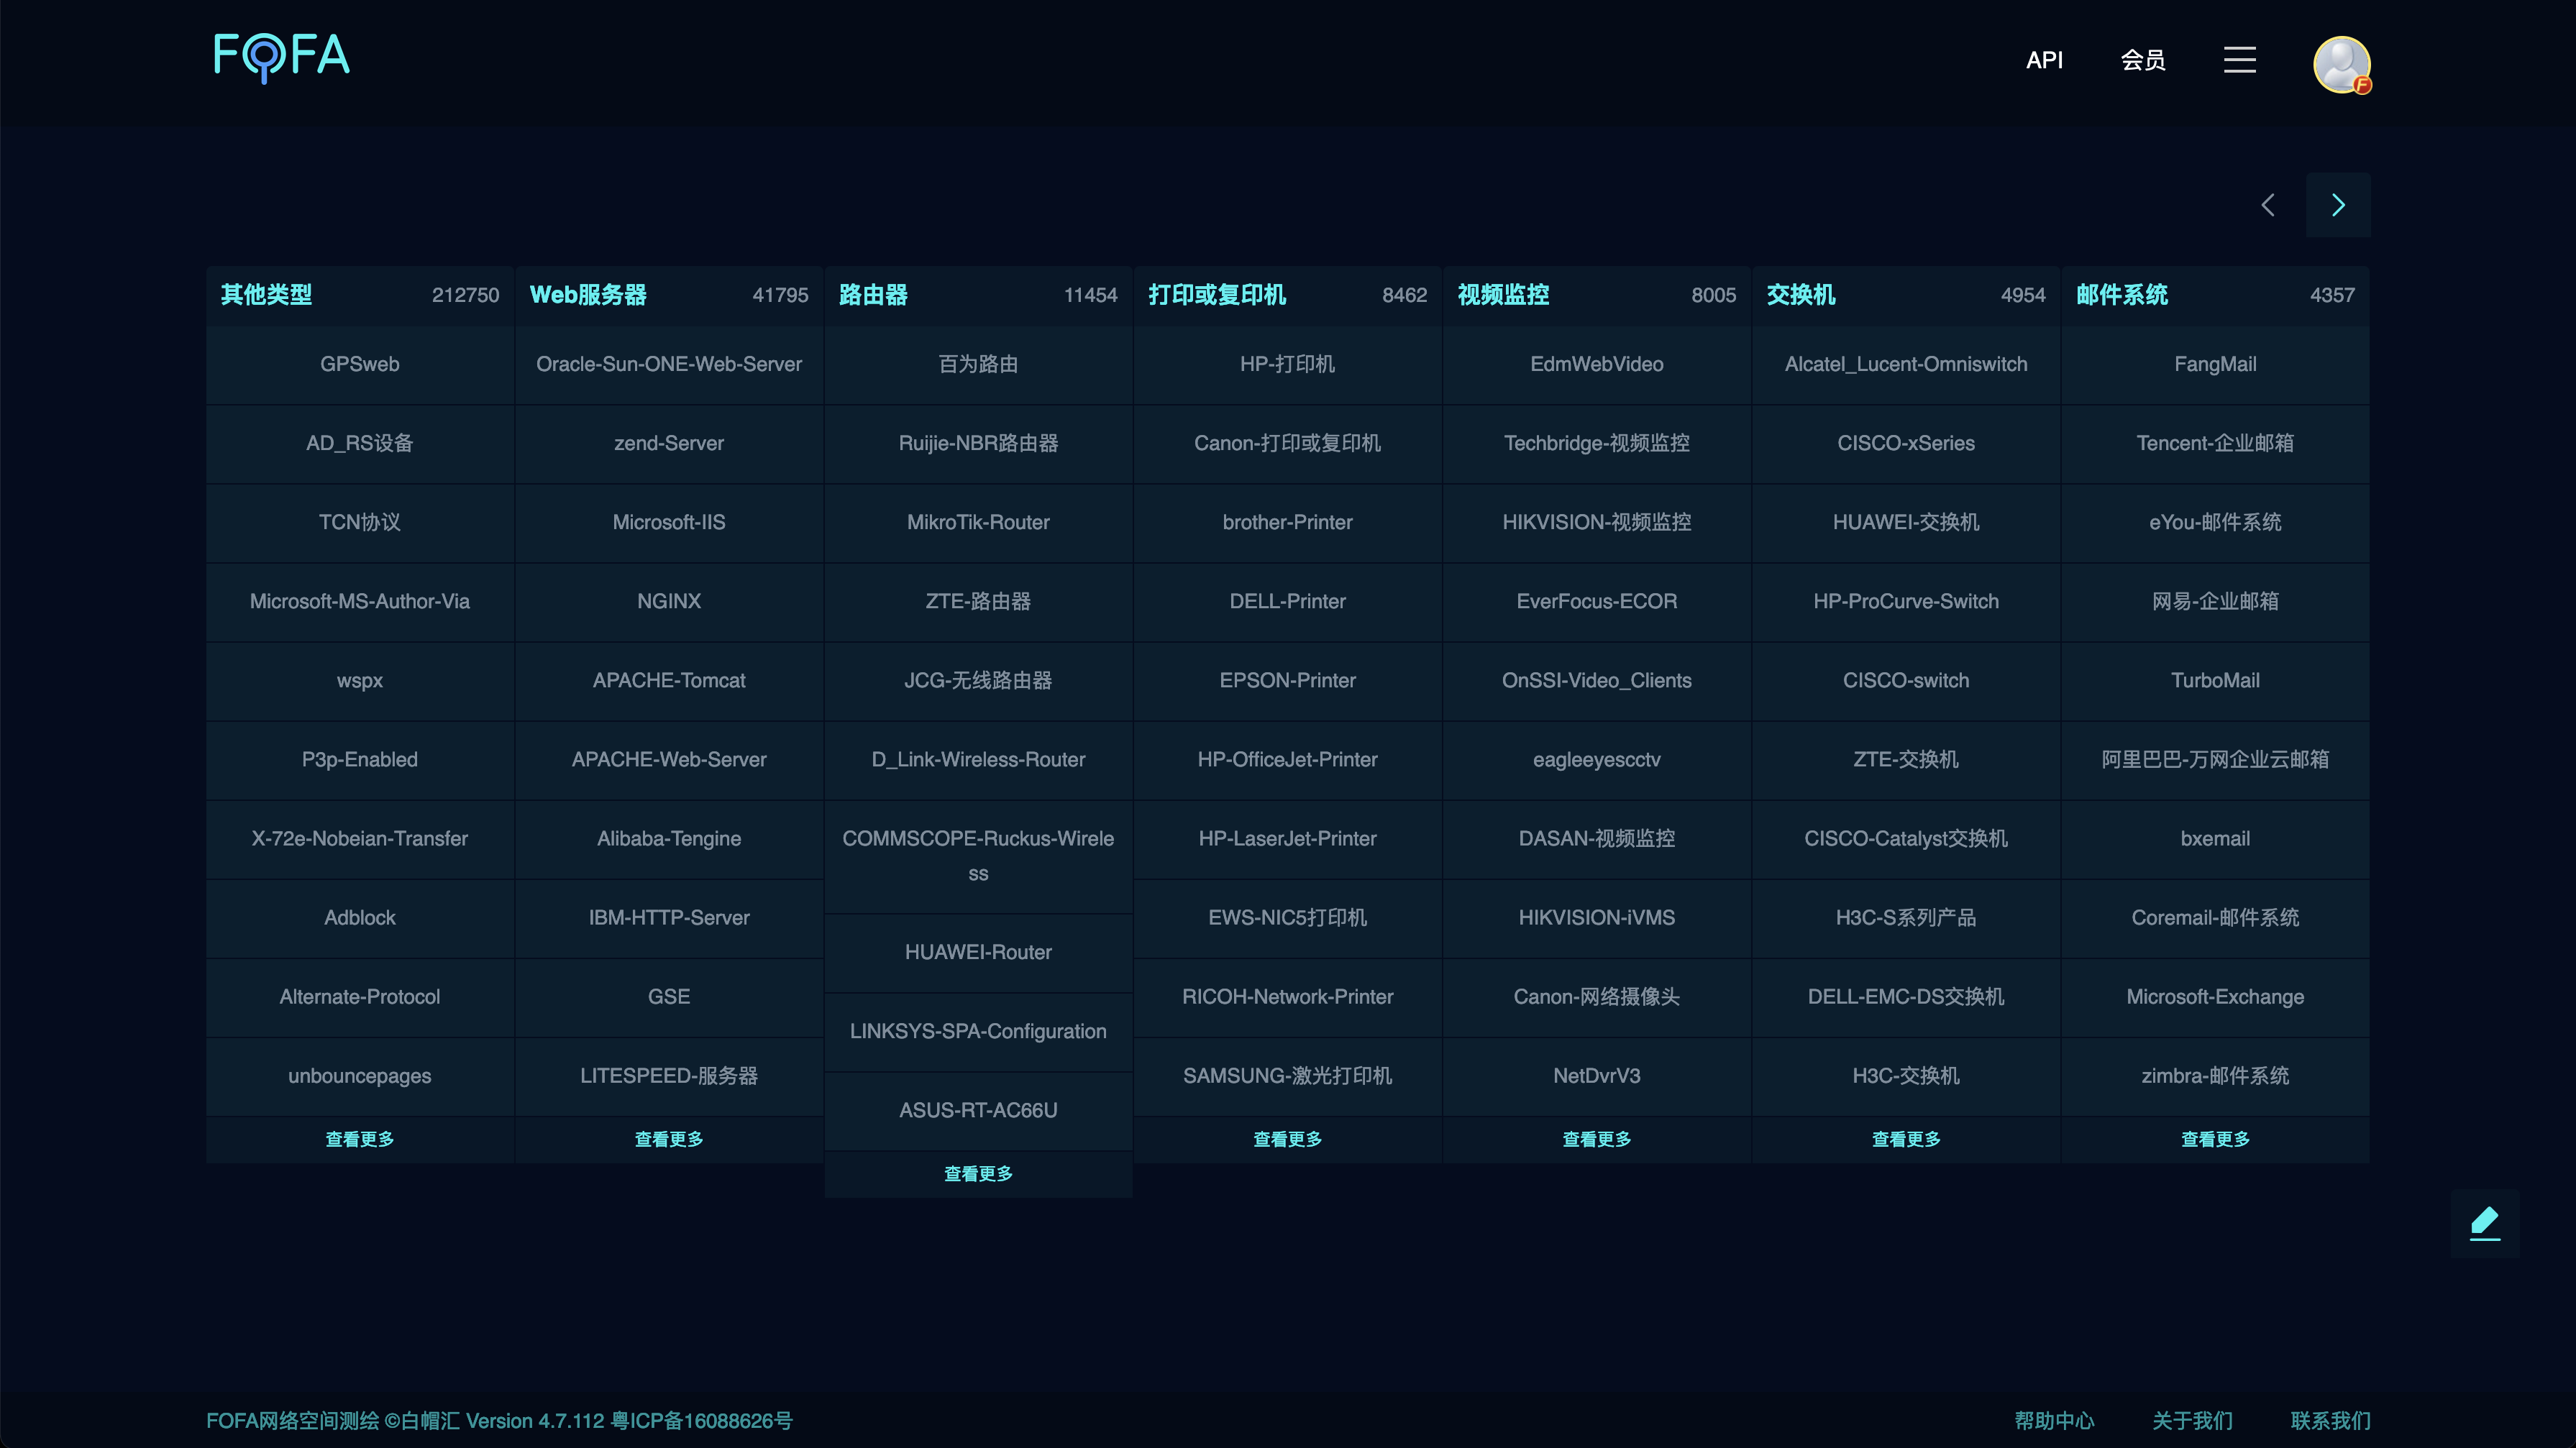 FOFA
API 会员
其他类型 212750
GPSweb
AD_RS设备
TCN协议
Microsoft-MS-Author-Via
wspx
P3p-Enabled
X-72e-Nobeian-Transfer
Adblock
Alternate-Protocol
unbouncepages
查看更多
Web服务器 41795
Oracle-Sun-ONE-Web-Server
zend-Server
Microsoft-IIS
NGINX
APACHE-Tomcat
APACHE-Web-Server
Alibaba-Tengine
IBM-HTTP-Server
GSE
LITESPEED-服务器
查看更多
路由器 11454
百为路由
Ruijie-NBR路由器
MikroTik-Router
ZTE-路由器
JCG-无线路由器
D_Link-Wireless-Router
COMMSCOPE-Ruckus-Wirele
ss
HUAWEI-Router
LINKSYS-SPA-Configuration
ASUS-RT-AC66U
查看更多
打印或复印机 8462
HP-打印机
Canon-打印或复印机
brother-Printer
DELL-Printer
EPSON-Printer
HP-OfficeJet-Printer
HP-LaserJet-Printer
EWS-NIC5打印机
RICOH-Network-Printer
SAMSUNG-激光打印机
查看更多
视频监控 8005
EdmWebVideo
Techbridge-视频监控
HIKVISION-视频监控
EverFocus-ECOR
OnSSI-Video_Clients
eagleeyescctv
DASAN-视频监控
HIKVISION-iVMS
Canon-网络摄像头
NetDvrV3
查看更多
交换机 4954
Alcatel_Lucent-Omniswitch
CISCO-xSeries
HUAWEI-交换机
HP-ProCurve-Switch
CISCO-switch
ZTE-交换机
CISCO-Catalyst交换机
H3C-S系列产品
DELL-EMC-DS交换机
H3C-交换机
查看更多
邮件系统 4357
FangMail
Tencent-企业邮箱
eYou-邮件系统
网易-企业邮箱
TurboMail
阿里巴巴-万网企业云邮箱
bxemail
Coremail-邮件系统
Microsoft-Exchange
zimbra-邮件系统
查看更多
FOFA网络空间测绘 ©白帽汇 Version 4.7.112 粤ICP备16088626号
帮助中心 关于我们 联系我们